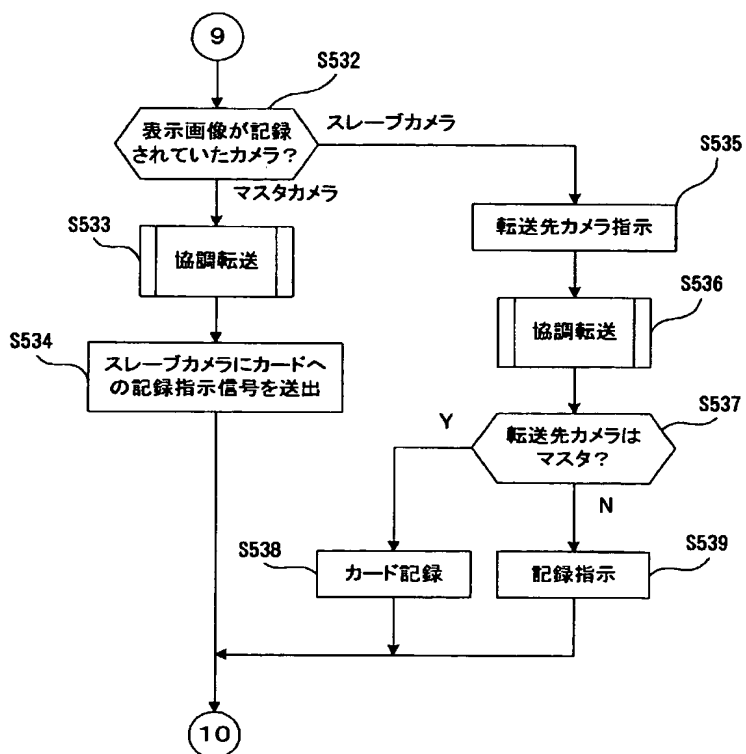 9
S532
表示画像が記録
されていたカメラ?
スレーブカメラ
マスタカメラ
S533
協調転送
S534
スレーブカメラにカードへ
の記録指示信号を送出
S535
転送先カメラ指示
S536
協調転送
S537
転送先カメラは
マスタ?
Y
N
S538
カード記録
S539
記録指示
10